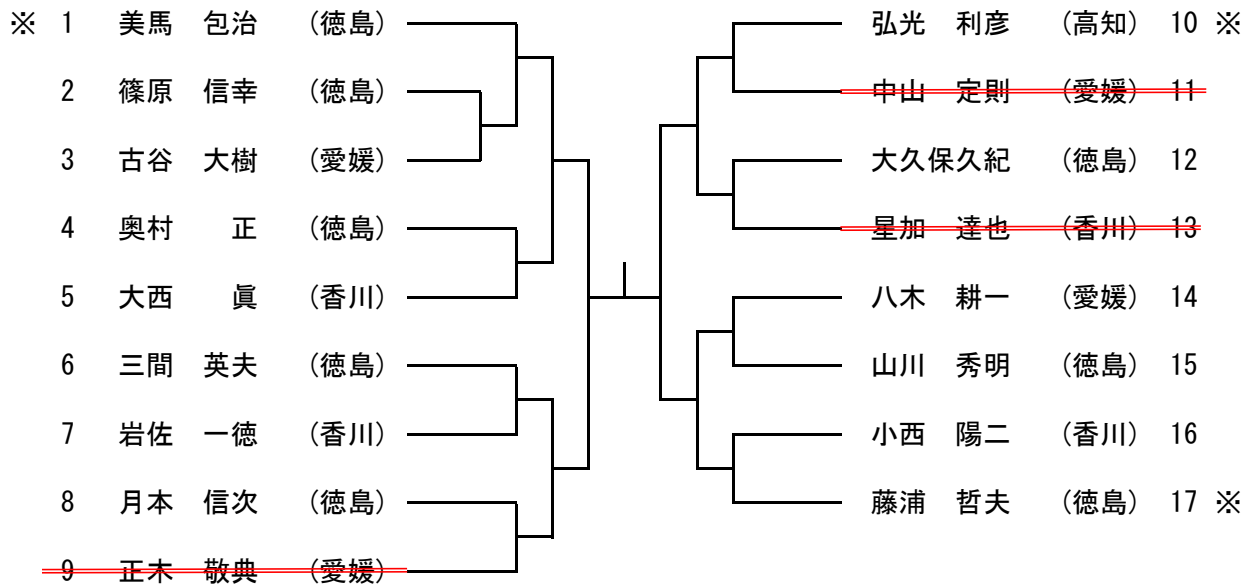 ※ 1 美馬 包治 (徳島)
2 篠原 信幸 (徳島)
3 古谷 大樹 (愛媛)
4 奥村 正 (徳島)
5 大西 眞 (香川)
6 三間 英夫 (徳島)
7 岩佐 一徳 (香川)
8 月本 信次 (徳島)
9 正木 敬典 (愛媛)
弘光 利彦 (高知) 10 ※
中山 定則 (愛媛) 11
大久保久紀 (徳島) 12
星加 達也 (香川) 13
八木 耕一 (愛媛) 14
山川 秀明 (徳島) 15
小西 陽二 (香川) 16
藤浦 哲夫 (徳島) 17 ※